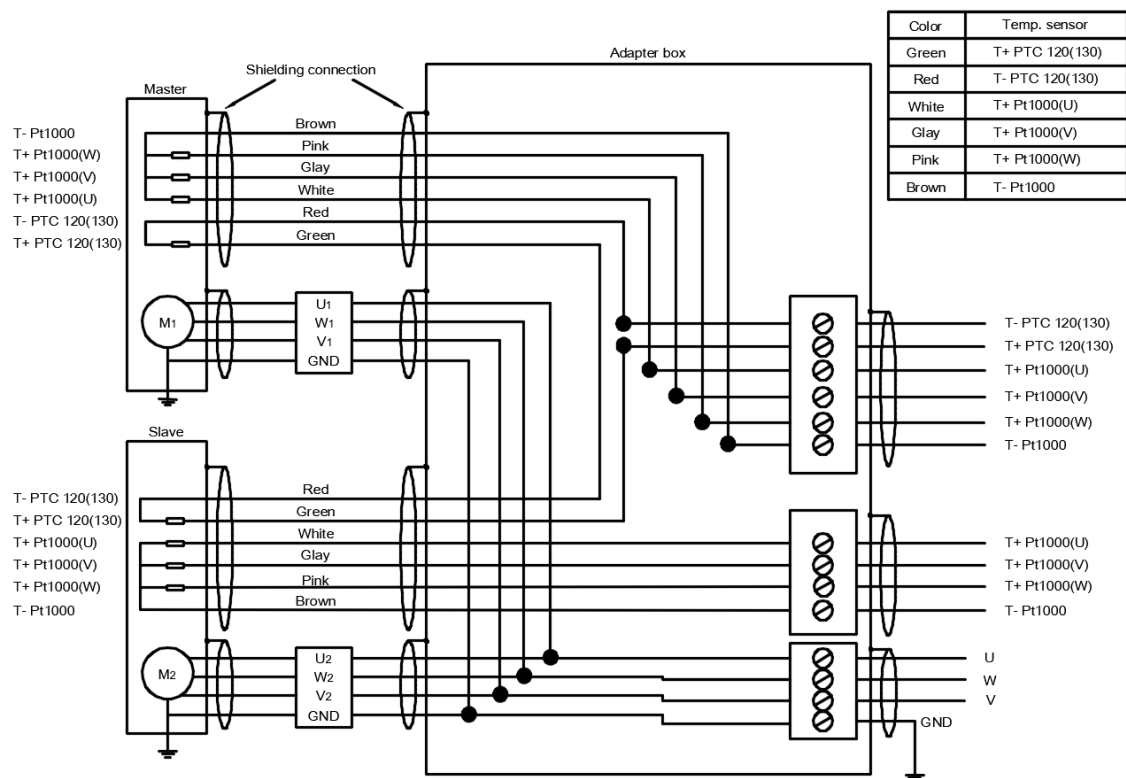 Color Temp. sensor
Green T+ PTC 120(130)
Red T- PTC 120(130)
White T+ Pt1000(U)
Glay T+ Pt1000(V)
Pink T+ Pt1000(W)
Brown T- Pt1000
Adapter box
Shielding connection
Master
T- Pt1000
T+ Pt1000(W)
T+ Pt1000(V)
T+ Pt1000(U)
T- PTC 120(130)
T+ PTC 120(130)
Brown
Pink
Glay
White
Red
Green
M1
U1
W1
V1
GND
T- PTC 120(130)
T+ PTC 120(130)
T+ Pt1000(U)
T+ Pt1000(V)
T+ Pt1000(W)
T- Pt1000
Slave
T- PTC 120(130)
T+ PTC 120(130)
T+ Pt1000(U)
T+ Pt1000(V)
T+ Pt1000(W)
T- Pt1000
Red
Green
White
Glay
Pink
Brown
T+ Pt1000(U)
T+ Pt1000(V)
T+ Pt1000(W)
T- Pt1000
M2
U2
W2
V2
GND
U
W
V
GND